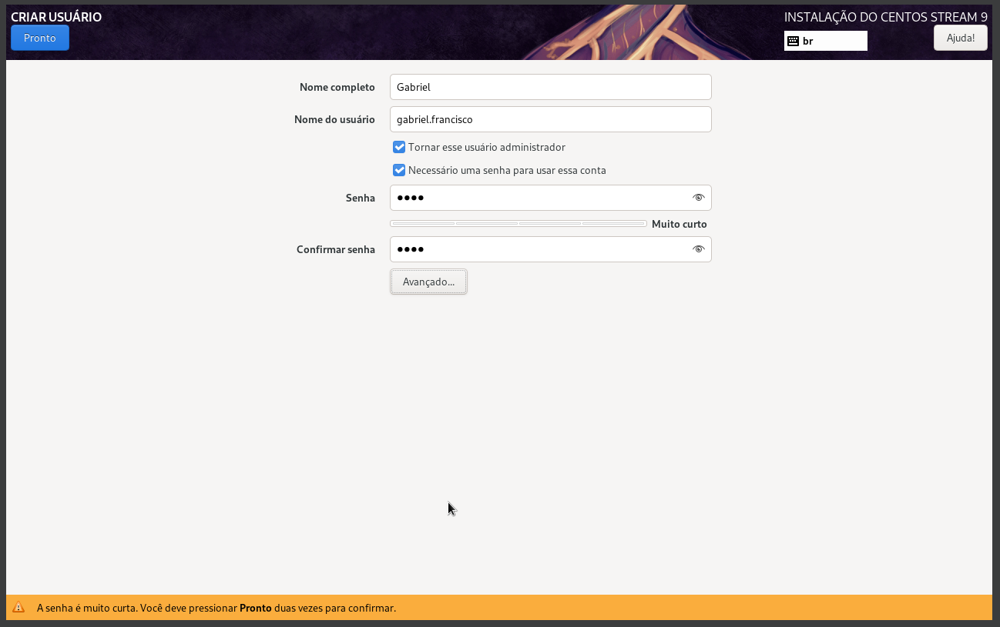 CRIAR USUÁRIO
INSTALAÇÃO DO CENTOS STREAM 9
Pronto
br
Ajuda!
Nome completo
Gabriel
Nome do usuário
gabriel.francisco
Tornar esse usuário administrador
Necessário uma senha para usar essa conta
Senha
●●●●
Muito curto
Confirmar senha
●●●●
Avançado...
A senha é muito curta. Você deve pressionar Pronto duas vezes para confirmar.